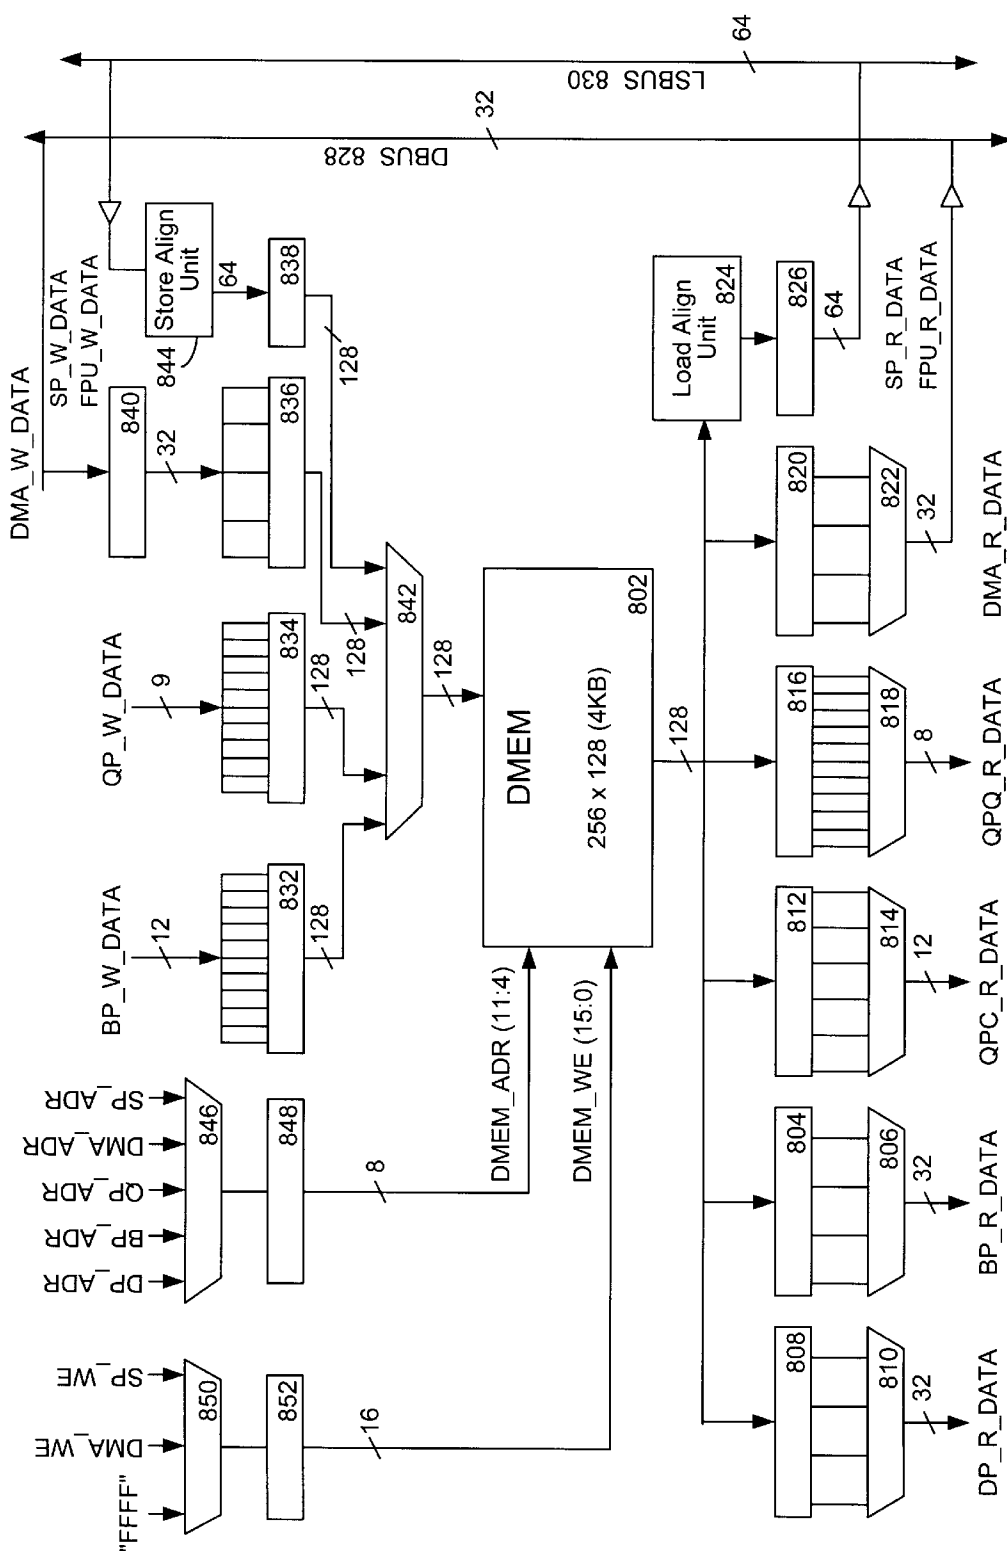 DMA_W_DATA
SP_W_DATA
FPU_W_DATA
QP_W_DATA
BP_W_DATA
SP_ADR
DMA_ADR
QP_ADR
BP_ADR
DP_ADR
SP_WE
DMA_WE
"FFFF"
Store Align
Unit
844
64
838
128
840
32
836
128
9
834
128
12
832
128
842
128
846
848
8
850
852
16
DMEM_ADR (11:4)
DMEM_WE (15:0)
DMEM
256 x 128 (4KB)
802
128
DBUS 828
32
LSBUS 830
64
Load Align
Unit
824
826
64
SP_R_DATA
FPU_R_DATA
820
822
32
DMA_R_DATA
816
818
8
QPQ_R_DATA
812
814
12
QPC_R_DATA
804
806
32
BP_R_DATA
808
810
32
DP_R_DATA